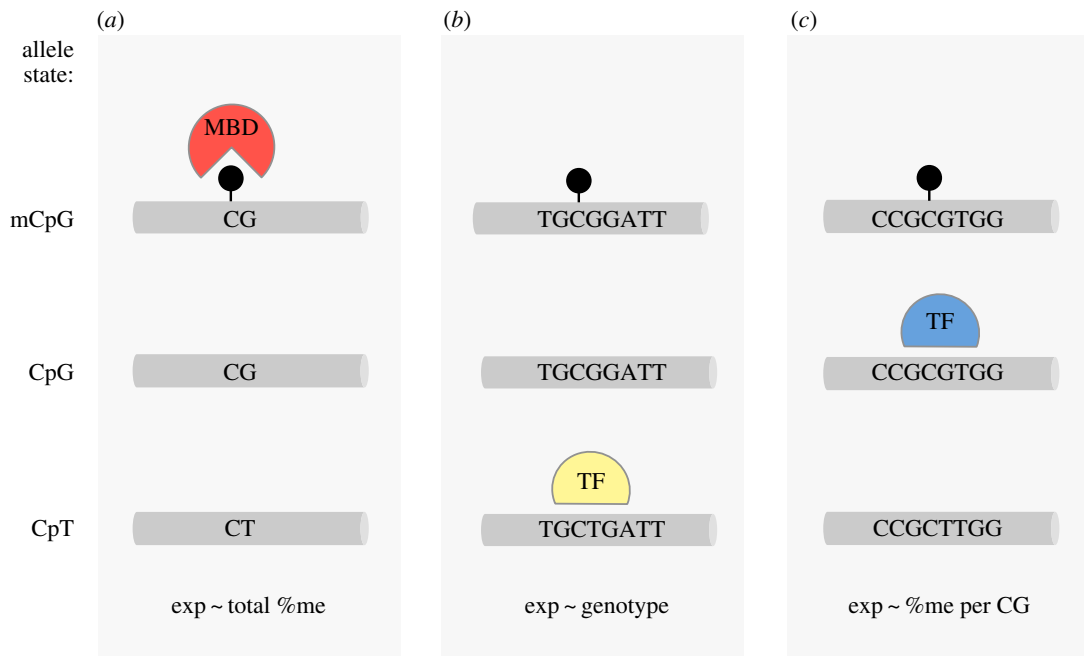 (a)
(b)
(c)
allele
state:
MBD
mCpG
CG
TGCGGATT
CCGCGTGG
TF
CpG
CG
TGCGGATT
CCGCGTGG
TF
CpT
CT
TGCTGATT
CCGCTTGG
exp ~ total %me
exp ~ genotype
exp ~ %me per CG